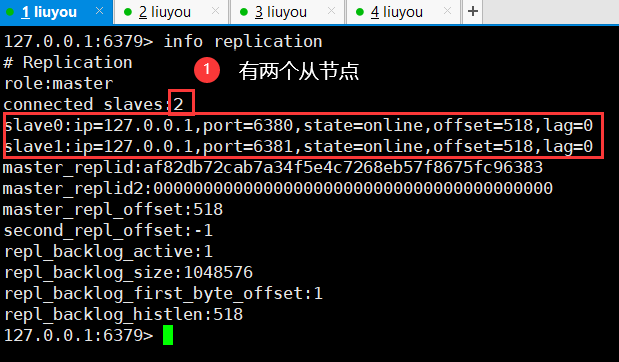 1 liuyou × 2 liuyou × 3 liuyou × 4 liuyou × +
127.0.0.1:6379> info replication
# Replication
role:master
1 有两个从节点
connected_slaves:2
slave0:ip=127.0.0.1,port=6380,state=online,offset=518,lag=0
slave1:ip=127.0.0.1,port=6381,state=online,offset=518,lag=0
master_replid:af82db72cab7a34f5e4c7268eb57f8675fc96383
master_replid2:0000000000000000000000000000000000000000
master_repl_offset:518
second_repl_offset:-1
repl_backlog_active:1
repl_backlog_size:1048576
repl_backlog_first_byte_offset:1
repl_backlog_histlen:518
127.0.0.1:6379>